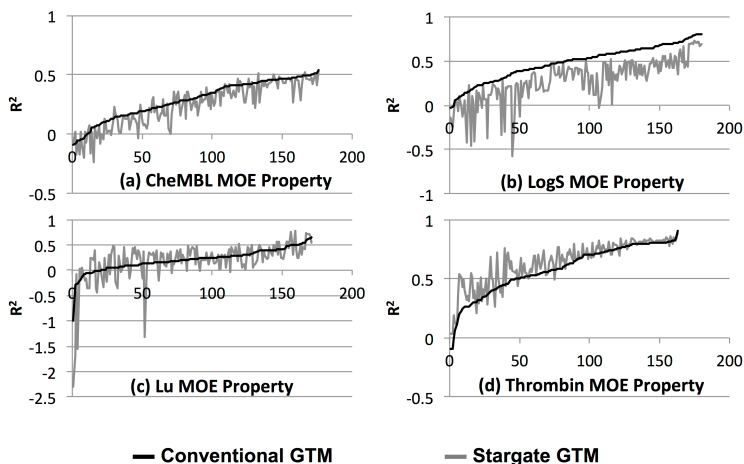 1
0.5
0
-0.5
R²
0 50 100 150 200
(a) CheMBL MOE Property
1
0.5
0
-0.5
-1
R²
0 50 100 150 200
(b) LogS MOE Property
1
0.5
0
-0.5
-1
-1.5
-2
-2.5
R²
0 50 100 150 200
(c) Lu MOE Property
1
0.5
0
0.5
R²
0 50 100 150 200
(d) Thrombin MOE Property
Conventional GTM
Stargate GTM